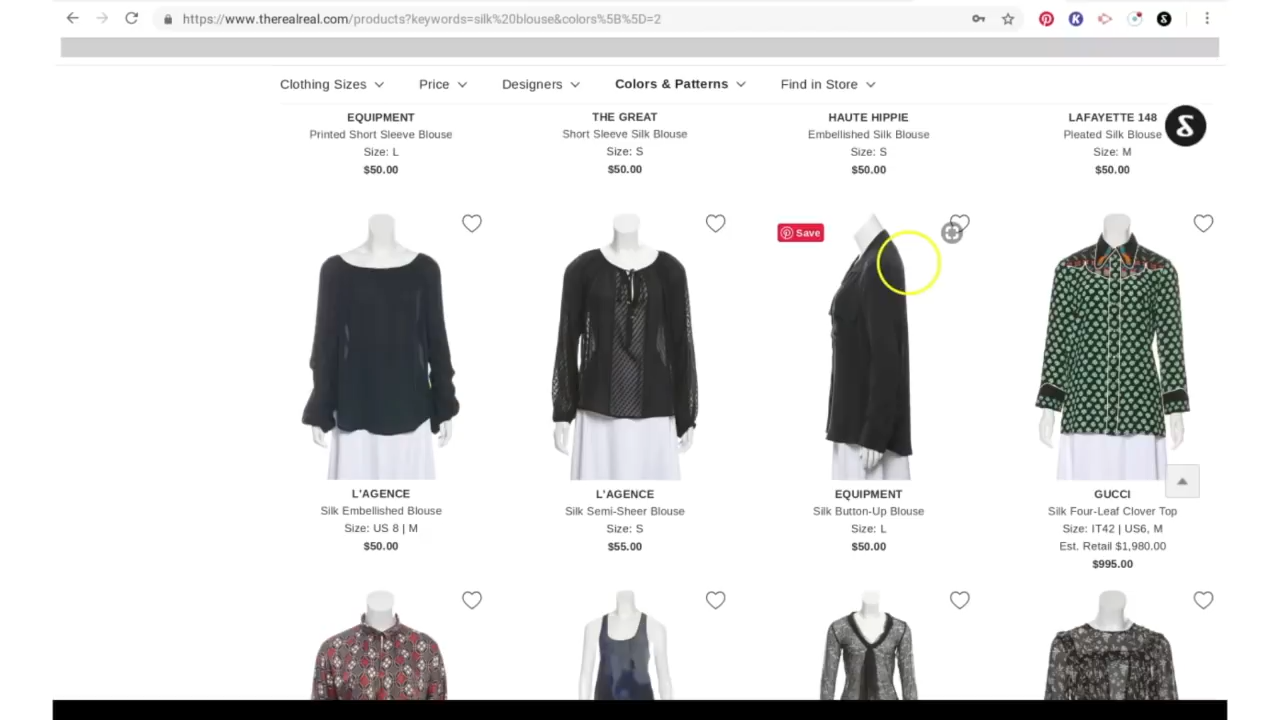 https://www.therealreal.com/products?keywords=silk%20blouse&colors%5B%5D=2
Clothing Sizes Price Designers Colors & Patterns Find in Store
EQUIPMENT
Printed Short Sleeve Blouse
Size: L
$50.00
THE GREAT
Short Sleeve Silk Blouse
Size: S
$50.00
HAUTE HIPPIE
Embellished Silk Blouse
Size: S
$50.00
LAFAYETTE 148
Pleated Silk Blouse
Size: M
$50.00
Save
L'AGENCE
Silk Embellished Blouse
Size: US 8 | M
$50.00
L'AGENCE
Silk Semi-Sheer Blouse
Size: S
$55.00
EQUIPMENT
Silk Button-Up Blouse
Size: L
$50.00
GUCCI
Silk Four-Leaf Clover Top
Size: IT42 | US6, M
Est. Retail $1,980.00
$995.00